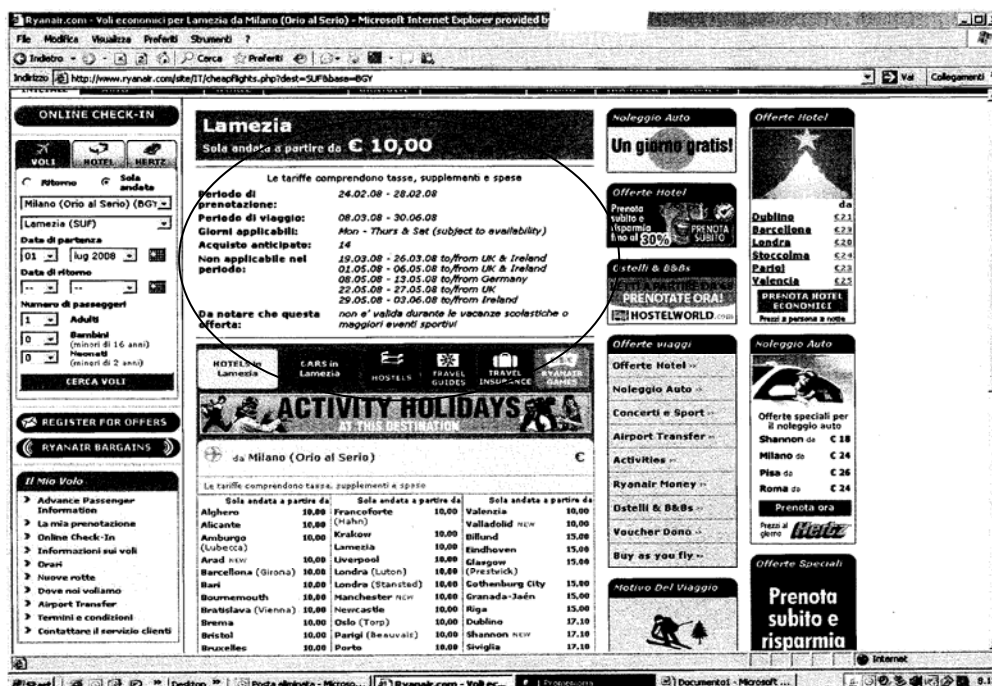 Ryanair.com - Voli economici per Lamezia da Milano (Orio al Serio) - Microsoft Internet Explorer provided b
File Modifica Visualizza Preferiti Strumenti ?
Indietro Cerca Preferiti
Indirizzo http://www.ryanair.com/site/IT/cheapflights.php?dest=SUF&base=BGY Vai Collegamenti
ONLINE CHECK-IN
VOLI HOTEL HERTZ
Ritorno Sola andata
Milano (Orio al Serio) (BGY
Lamezia (SUF)
Data di partenza
01 lug 2008
Data di ritorno
-- --
Numero di passeggeri
1 Adulti
0 Bambini
(minori di 16 anni)
0 Neonati
(minori di 2 anni)
CERCA VOLI
REGISTER FOR OFFERS
RYANAIR BARGAINS
Il Mio Volo
Advance Passenger
Information
La mia prenotazione
Online Check-In
Informazioni sui voli
Orari
Nuove rotte
Dove noi voliamo
Airport Transfer
Termini e condizioni
Contattare il servizio clienti
Lamezia
Sola andata a partire da € 10,00
Le tariffe comprendono tasse, supplementi e spese
Periodo di prenotazione: 24.02.08 - 28.02.08
Periodo di viaggio: 08.03.08 - 30.06.08
Giorni applicabili: Mon - Thurs & Sat (subject to availability)
Acquisto anticipato: 14
Non applicabile nel periodo: 19.03.08 - 26.03.08 to/from UK & Ireland
01.05.08 - 06.05.08 to/from UK & Ireland
08.05.08 - 13.05.08 to/from Germany
22.05.08 - 27.05.08 to/from UK
29.05.08 - 03.06.08 to/from Ireland
Da notare che questa offerta: non e' valida durante le vacanze scolastiche o
maggiori eventi sportivi
HOTELS in Lamezia
CARS in Lamezia
HOSTELS
TRAVEL GUIDES
TRAVEL INSURANCE
RYANAIR GAMES
ACTIVITY HOLIDAYS
AT THIS DESTINATION
da Milano (Orio al Serio) €
Le tariffe comprendono tasse, supplementi e spese
Sola andata a partire da
Alghero 10,00
Alicante 10,00
Amburgo (Lubecca) 10,00
Arad NEW 10,00
Barcellona (Girona) 10,00
Bari 10,00
Bournemouth 10,00
Bratislava (Vienna) 10,00
Brema 10,00
Bristol 10,00
Bruxelles 10,00
Sola andata a partire da
Francoforte (Hahn) 10,00
Krakow 10,00
Lamezia 10,00
Liverpool 10,00
Londra (Luton) 10,00
Londra (Stansted) 10,00
Manchester NEW 10,00
Newcastle 10,00
Oslo (Torp) 10,00
Parigi (Beauvais) 10,00
Porto 10,00
Sola andata a partire da
Valenzia 10,00
Valladolid NEW 10,00
Billund 15,00
Eindhoven 15,00
Glasgow (Prestwick) 15,00
Gothenburg City 15,00
Granada-Jaén 15,00
Riga 15,00
Dublino 17,10
Shannon NEW 17,10
Siviglia 17,10
Noleggio Auto
Un giorno gratis!
Offerte Hotel
Prenota
subito e
risparmia
fino al 30%
PRENOTA SUBITO
Ostelli & B&Bs
PRENOTATE ORA!
HOSTELWORLD.com
Offerte viaggi
Offerte Hotel
Noleggio Auto
Concerti e Sport
Airport Transfer
Activities
Ryanair Money
Ostelli & B&Bs
Voucher Dono
Buy as you fly
Motivo Del Viaggio
Offerte Hotel
da
Dublino €21
Barcellona €23
Londra €20
Stoccolma €24
Parigi €23
Valencia €25
PRENOTA HOTEL
ECONOMICI
Prezzi a persona a notte
Noleggio Auto
Offerte speciali per
il noleggio auto
Shannon da € 18
Milano da € 24
Pisa da € 26
Roma da € 24
Prenota ora
Prezzi al giorno Hertz
Offerte Speciali
Prenota
subito e
risparmia
Internet
Start Desktop Posta eliminata - Microso... Ryanair.com - Voli ec... Documento1 - Microsoft ...